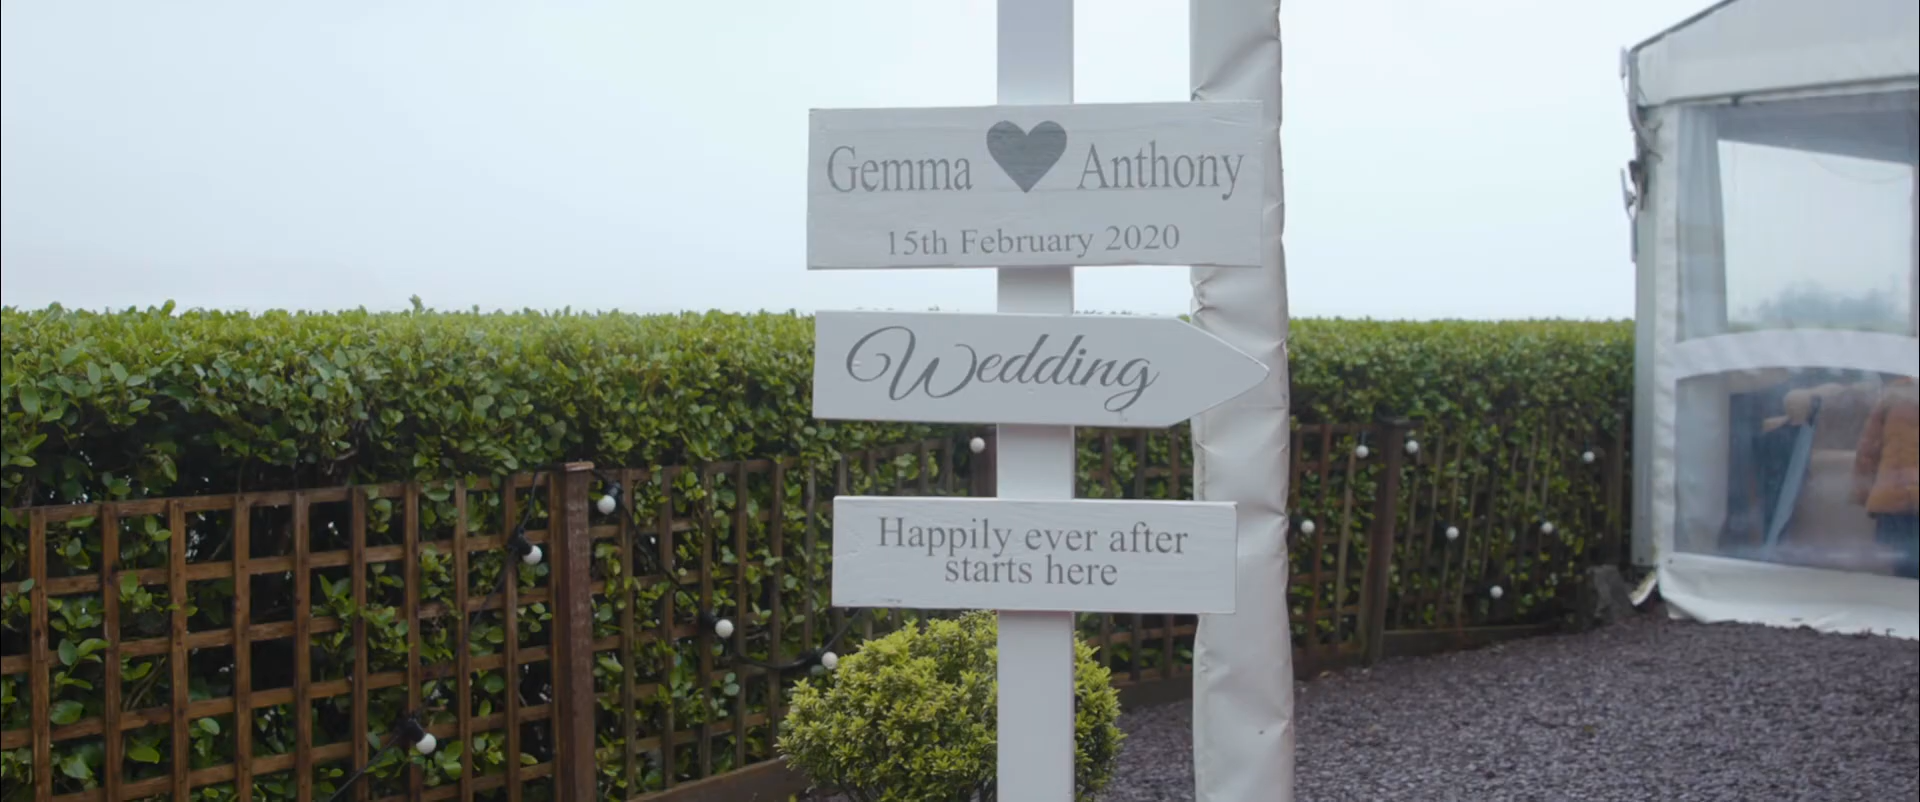 Gemma Anthony
15th February 2020
Wedding
Happily ever after
starts here